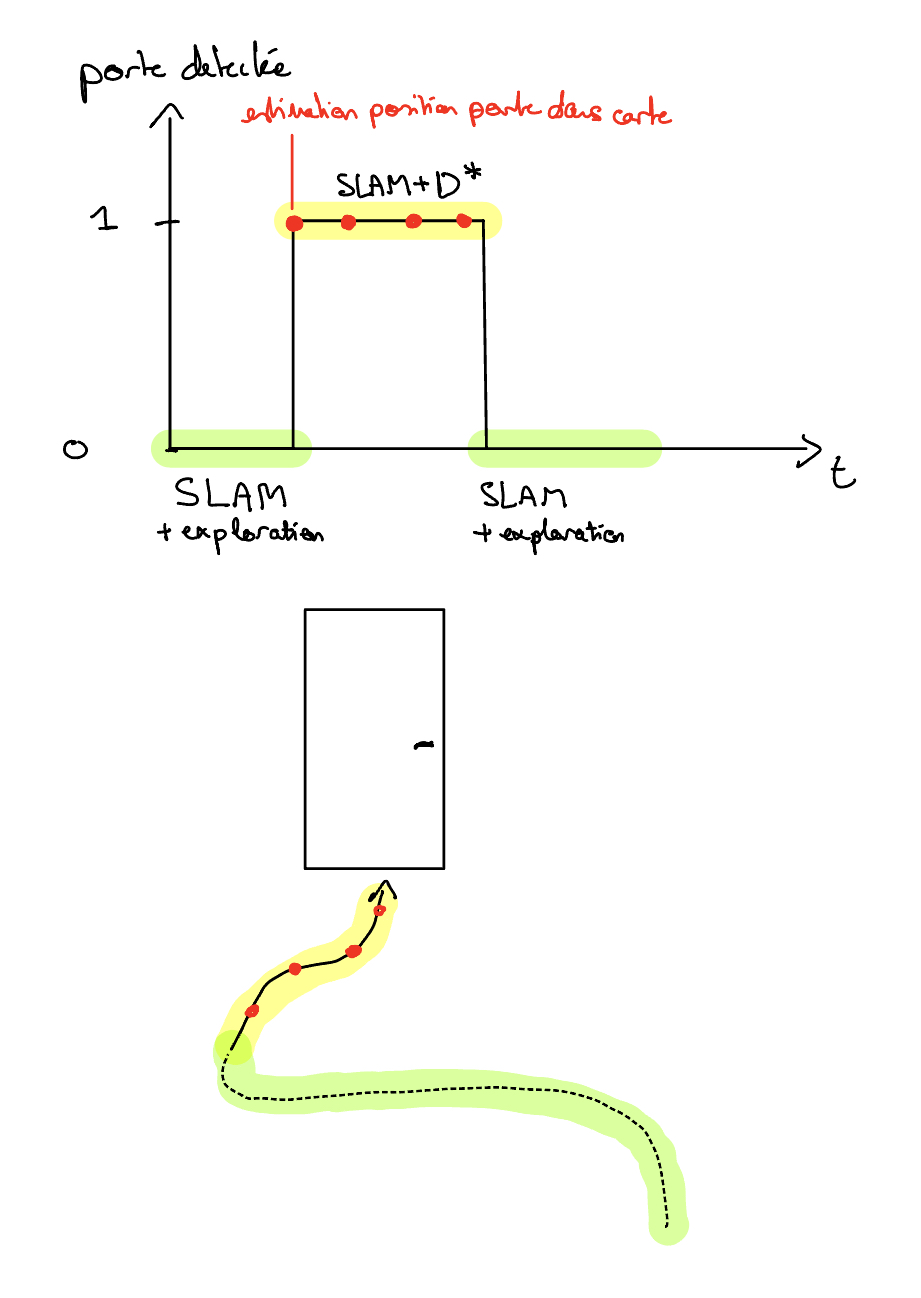 porte detectée
estimation position porte dans carte
SLAM+D*
1
0
t
SLAM
+ exploration
SLAM
+ exploration